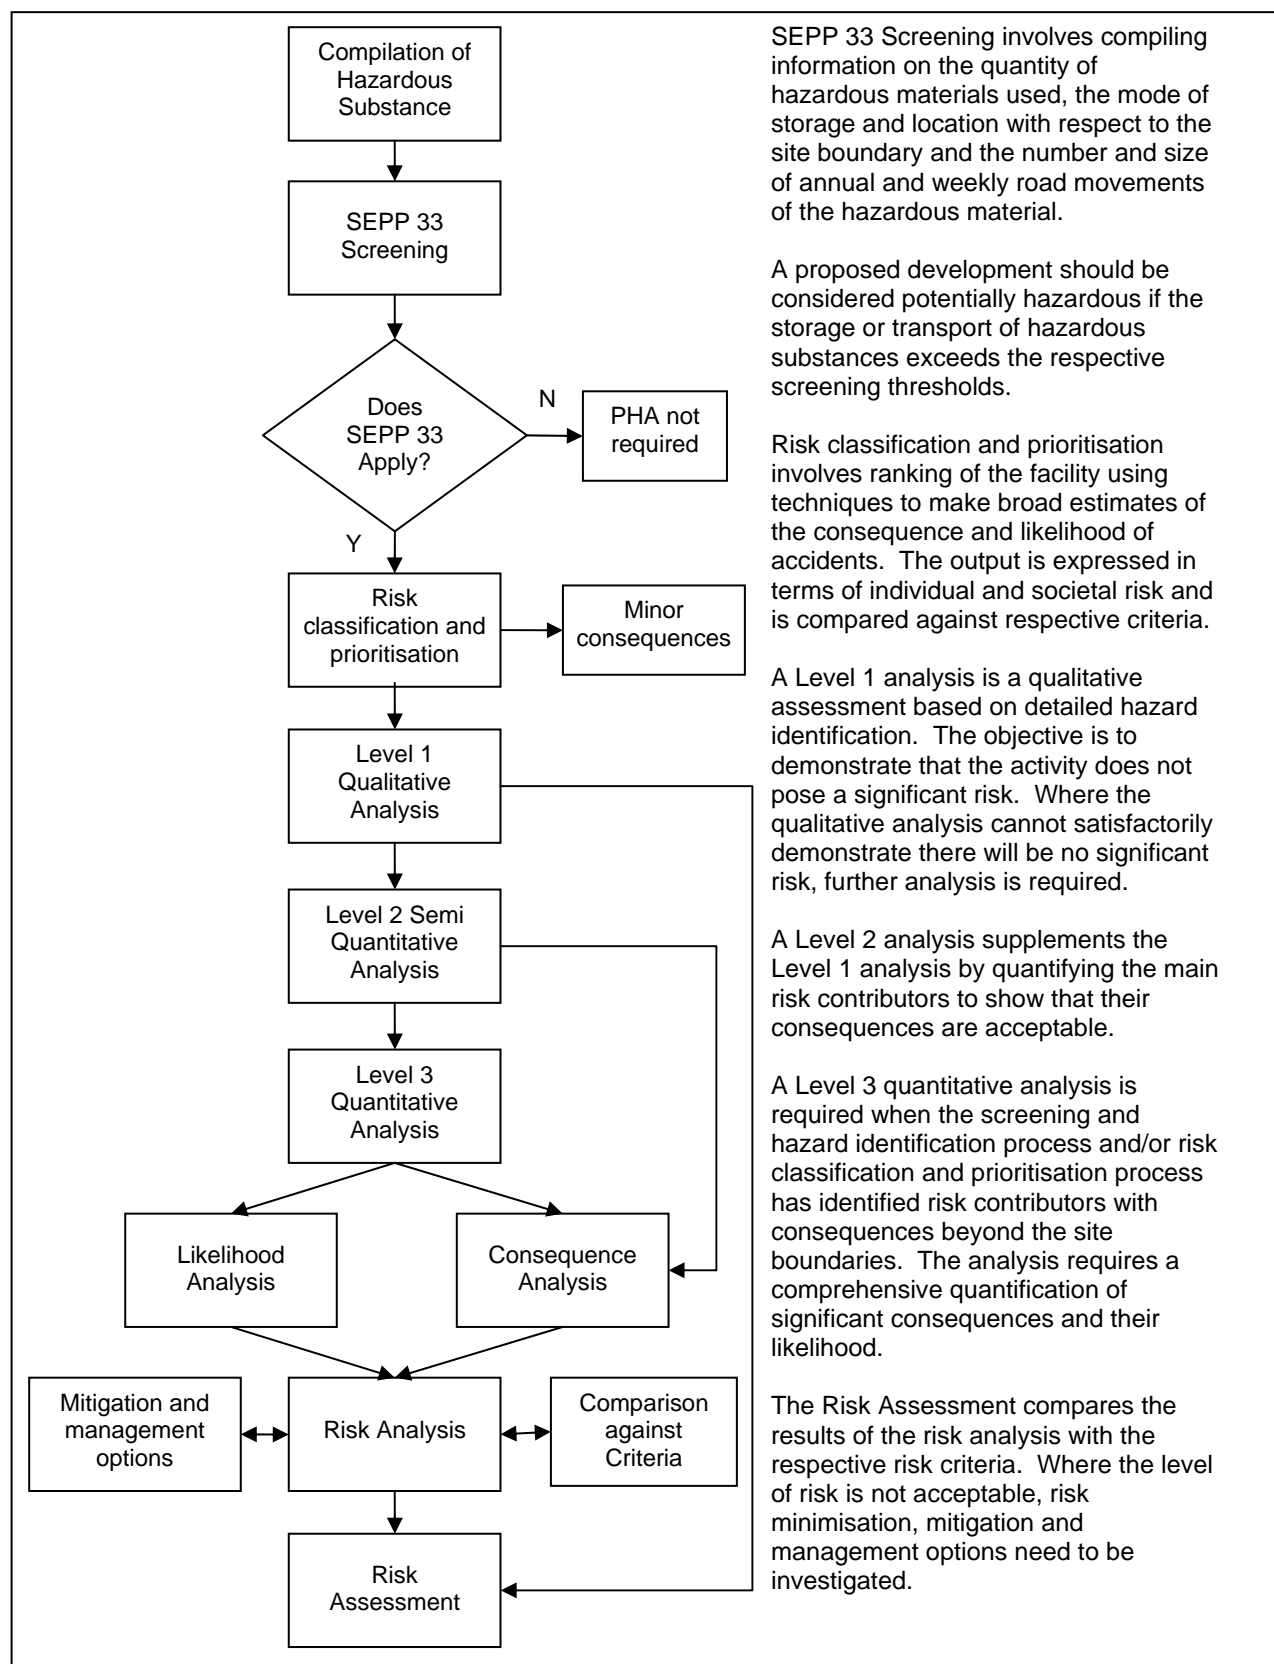 Compilation of
Hazardous
Substance
SEPP 33
Screening
Does
SEPP 33
Apply?
N
PHA not
required
Y
Risk
classification and
prioritisation
Minor
consequences
Level 1
Qualitative
Analysis
Level 2 Semi
Quantitative
Analysis
Level 3
Quantitative
Analysis
Likelihood
Analysis
Consequence
Analysis
Mitigation and
management
options
Risk Analysis
Comparison
against
Criteria
Risk
Assessment
SEPP 33 Screening involves compiling
information on the quantity of
hazardous materials used, the mode of
storage and location with respect to the
site boundary and the number and size
of annual and weekly road movements
of the hazardous material.
A proposed development should be
considered potentially hazardous if the
storage or transport of hazardous
substances exceeds the respective
screening thresholds.
Risk classification and prioritisation
involves ranking of the facility using
techniques to make broad estimates of
the consequence and likelihood of
accidents.  The output is expressed in
terms of individual and societal risk and
is compared against respective criteria.
A Level 1 analysis is a qualitative
assessment based on detailed hazard
identification.  The objective is to
demonstrate that the activity does not
pose a significant risk.  Where the
qualitative analysis cannot satisfactorily
demonstrate there will be no significant
risk, further analysis is required.
A Level 2 analysis supplements the
Level 1 analysis by quantifying the main
risk contributors to show that their
consequences are acceptable.
A Level 3 quantitative analysis is
required when the screening and
hazard identification process and/or risk
classification and prioritisation process
has identified risk contributors with
consequences beyond the site
boundaries.  The analysis requires a
comprehensive quantification of
significant consequences and their
likelihood.
The Risk Assessment compares the
results of the risk analysis with the
respective risk criteria.  Where the level
of risk is not acceptable, risk
minimisation, mitigation and
management options need to be
investigated.